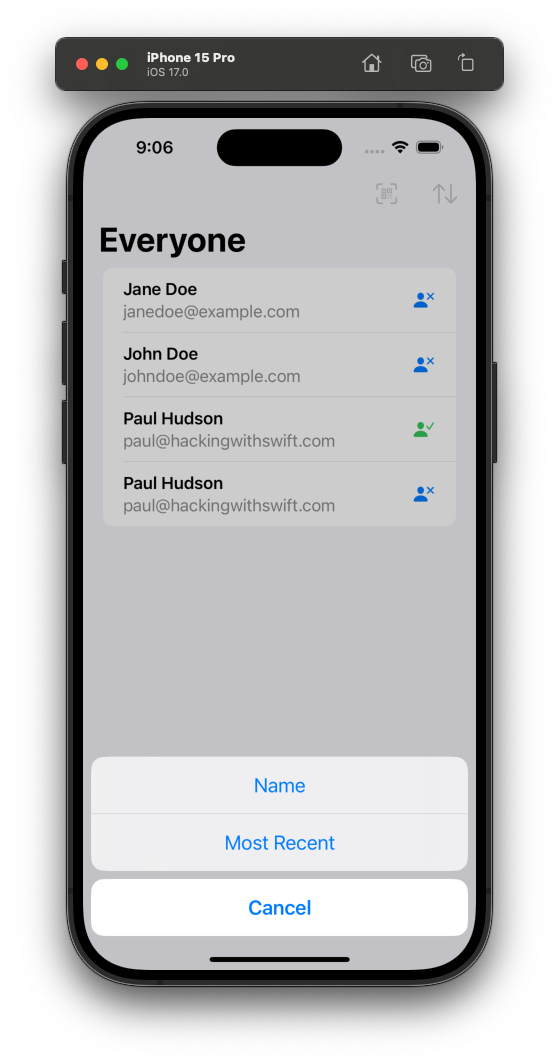 iPhone 15 Pro
iOS 17.0
9:06
Everyone
Jane Doe
janedoe@example.com
John Doe
johndoe@example.com
Paul Hudson
paul@hackingwithswift.com
Paul Hudson
paul@hackingwithswift.com
Name
Most Recent
Cancel